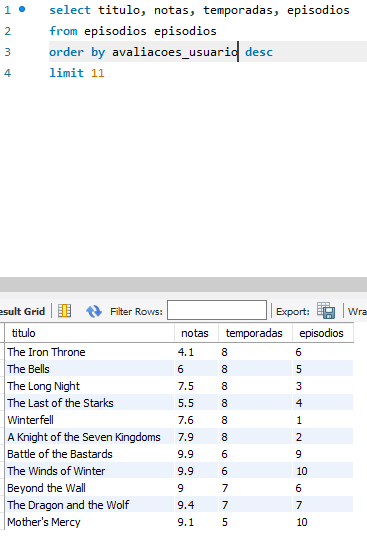 1 select titulo, notas, temporadas, episodios
2 from episodios episodios
3 order by avaliacoes_usuario desc
4 limit 11
esult Grid Filter Rows: Export: Wra
titulo notas temporadas episodios
The Iron Throne 4.1 8 6
The Bells 6 8 5
The Long Night 7.5 8 3
The Last of the Starks 5.5 8 4
Winterfell 7.6 8 1
A Knight of the Seven Kingdoms 7.9 8 2
Battle of the Bastards 9.9 6 9
The Winds of Winter 9.9 6 10
Beyond the Wall 9 7 6
The Dragon and the Wolf 9.4 7 7
Mother's Mercy 9.1 5 10